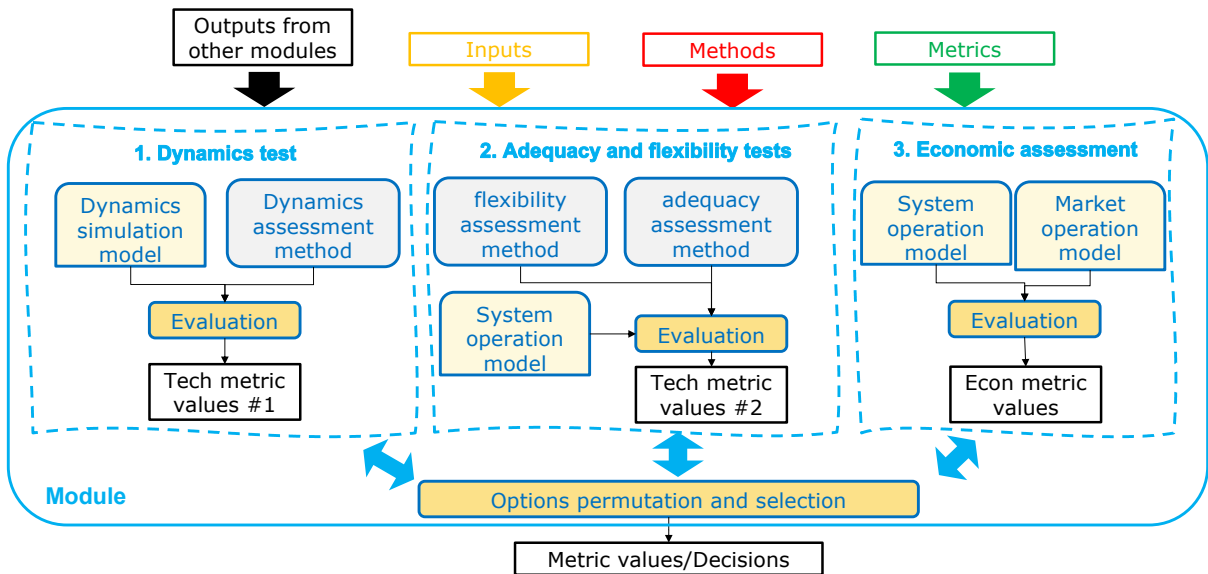 Outputs from
other modules
Inputs
Methods
Metrics
1. Dynamics test
Dynamics
simulation
model
Dynamics
assessment
method
Evaluation
Tech metric
values #1
2. Adequacy and flexibility tests
flexibility
assessment
method
adequacy
assessment
method
System
operation
model
Evaluation
Tech metric
values #2
3. Economic assessment
System
operation
model
Market
operation
model
Evaluation
Econ metric
values
Module
Options permutation and selection
Metric values/Decisions